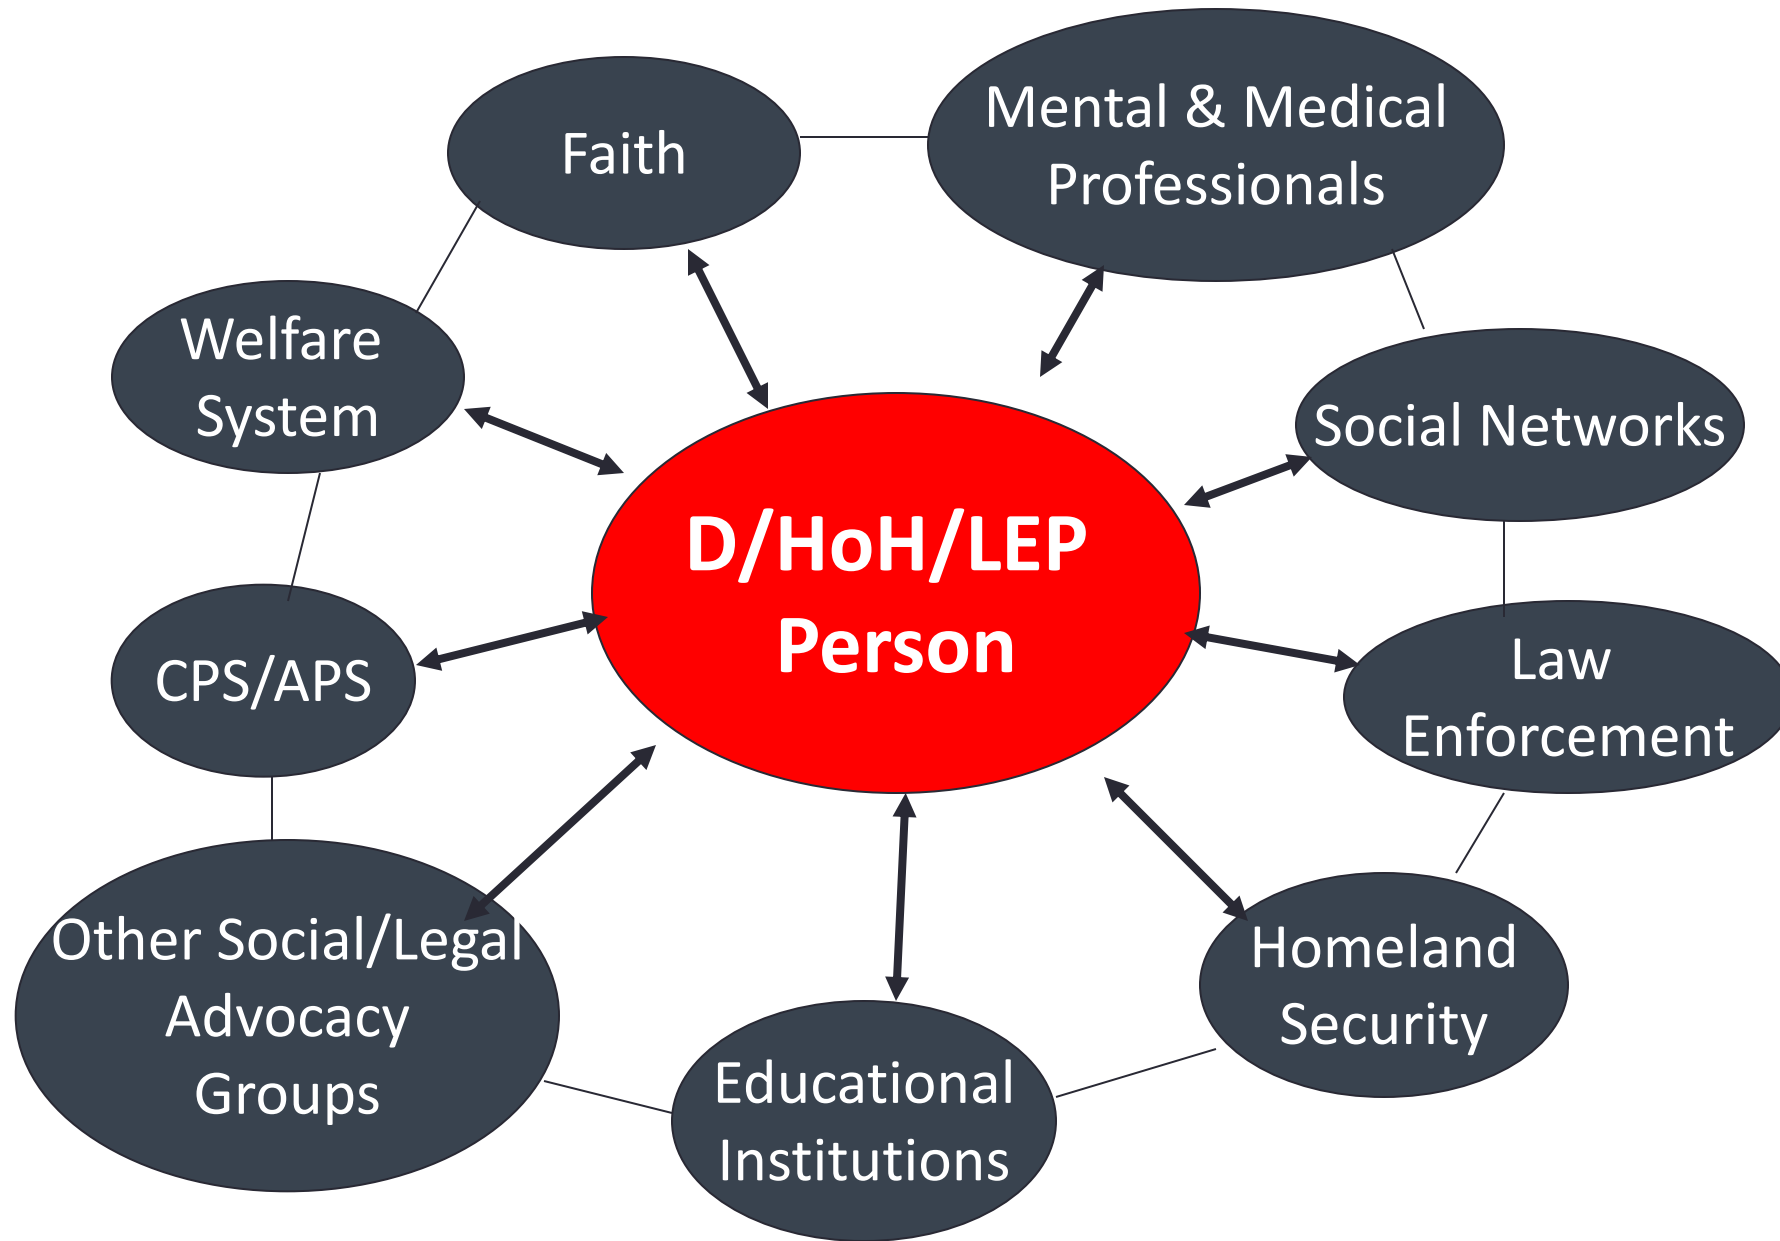 Faith
Mental & Medical
Professionals
Welfare
System
Social Networks
D/HoH/LEP
Person
CPS/APS
Law
Enforcement
Other Social/Legal
Advocacy
Groups
Homeland
Security
Educational
Institutions